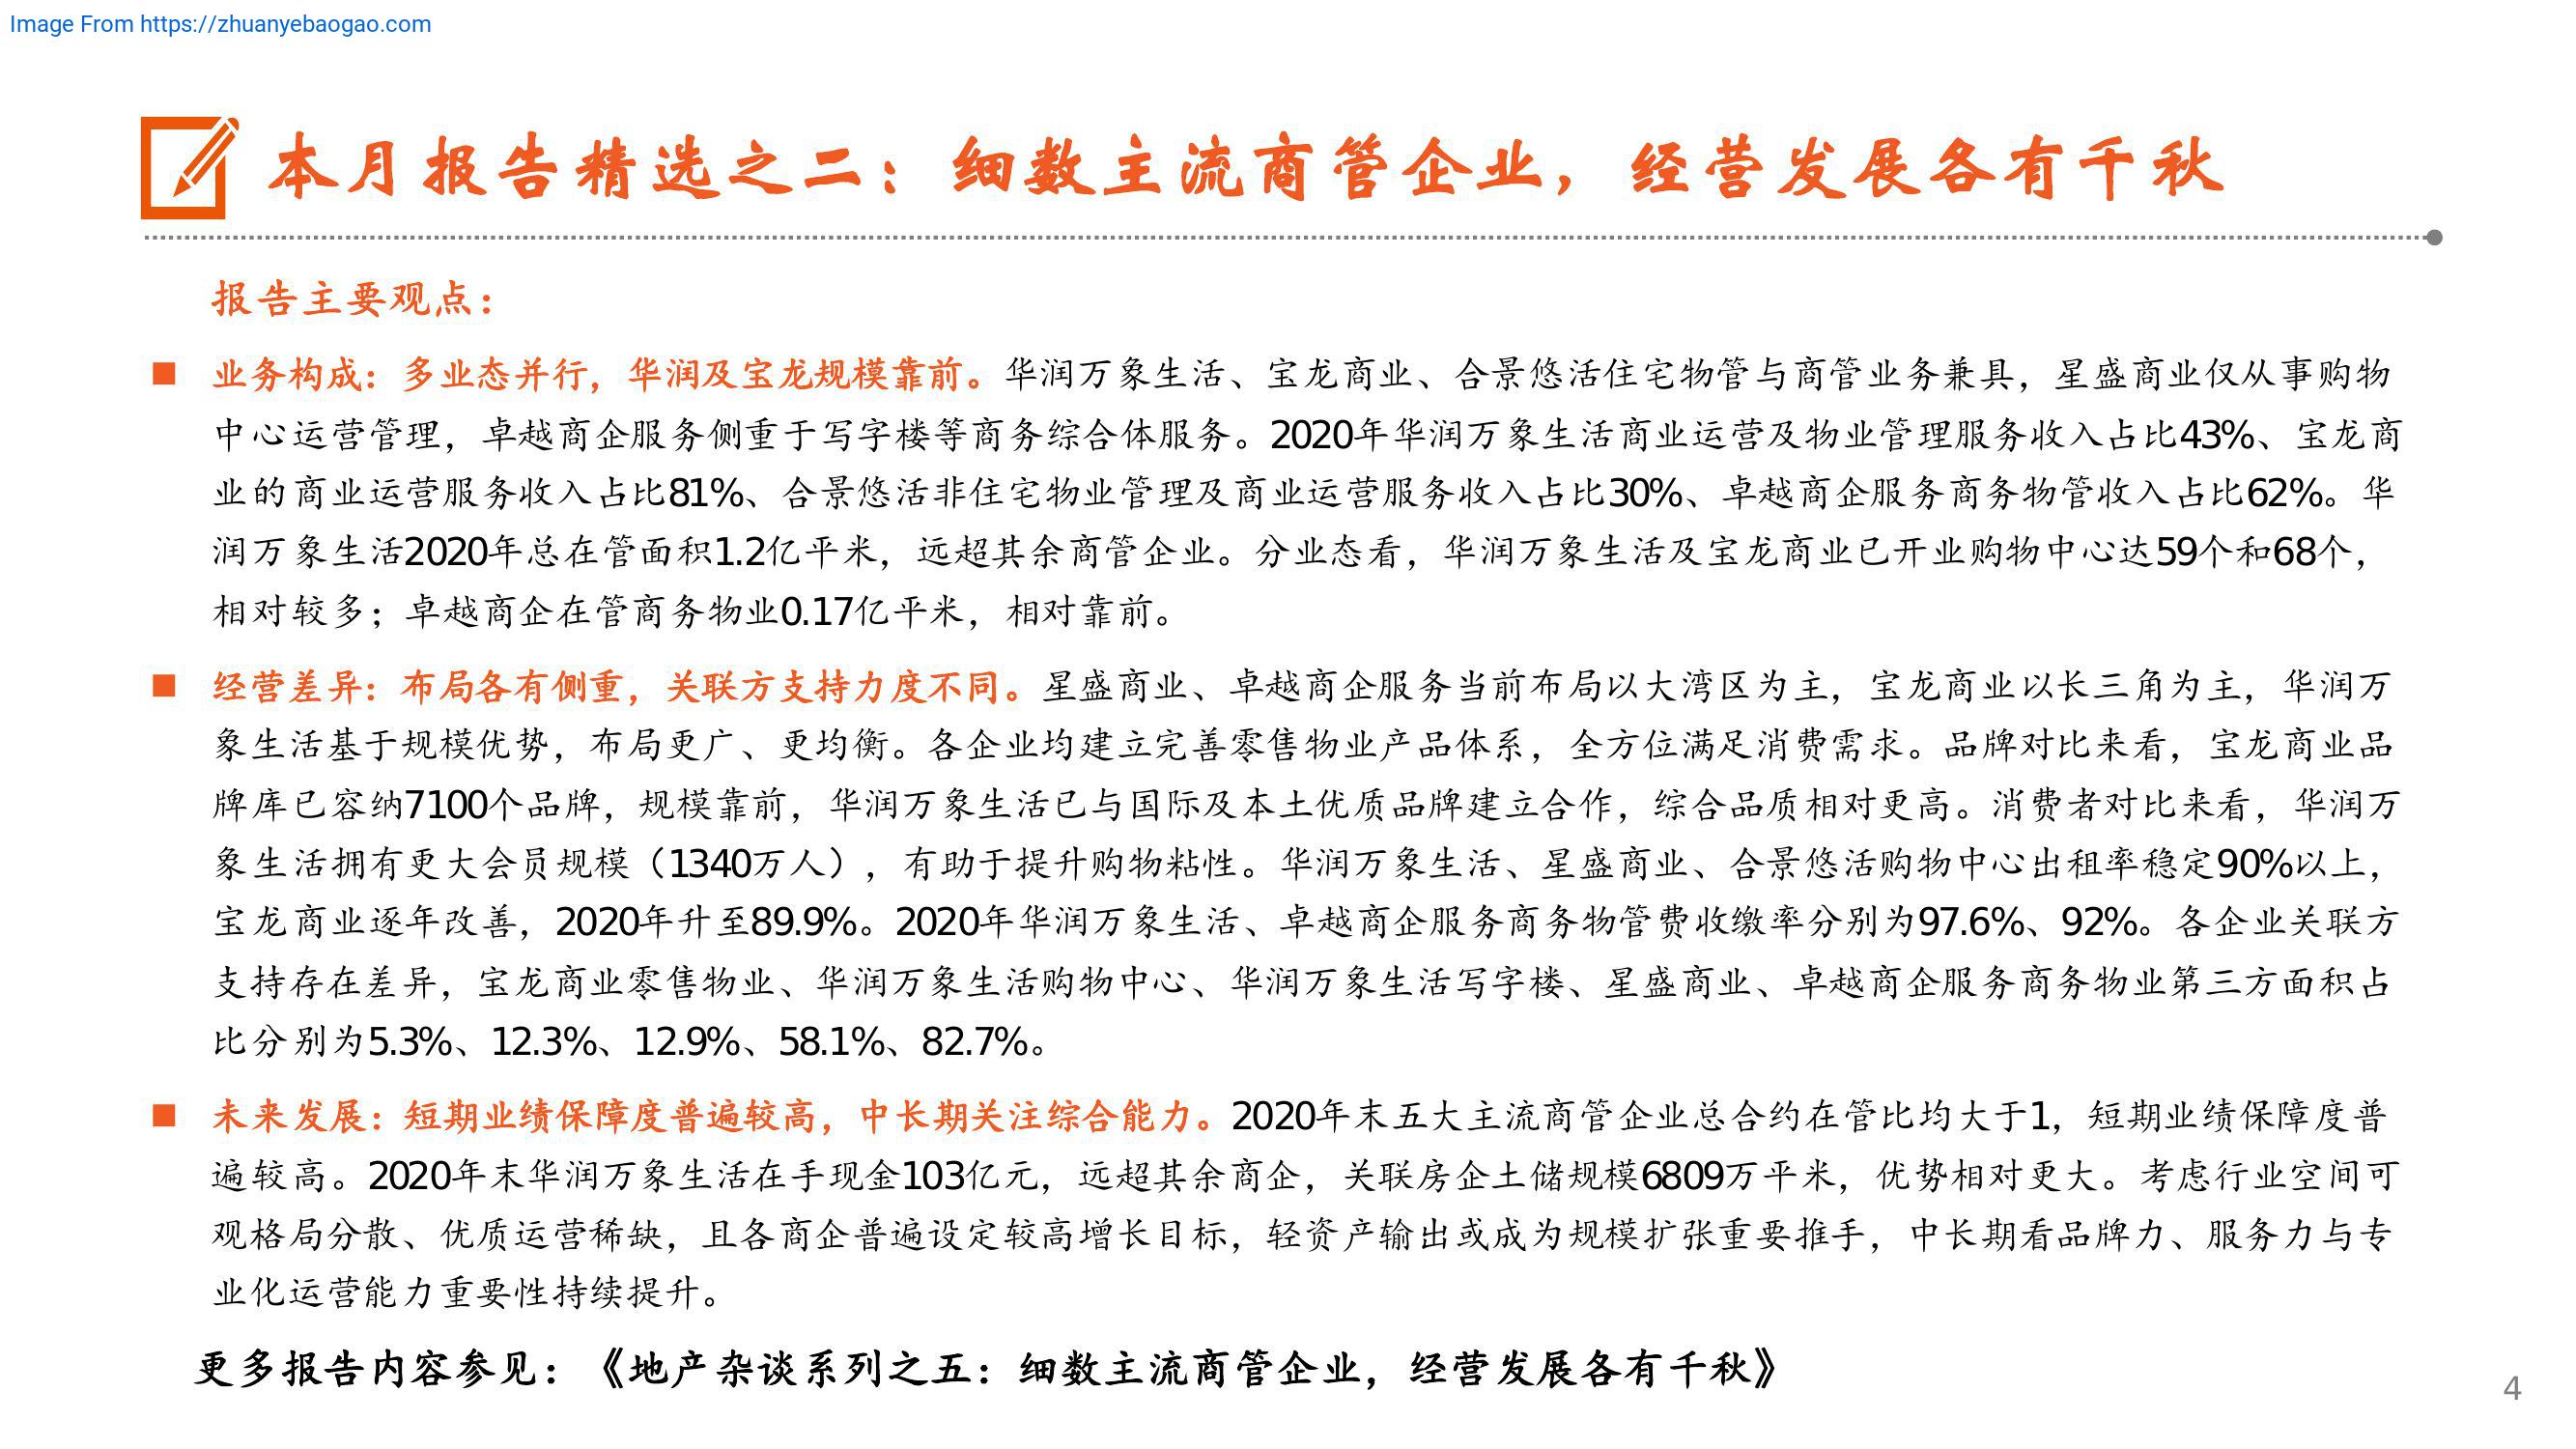 Image From https://zhuanyebaogao.com
本月报告精选之二：细数主流商管企业，经营发展各有千秋
报告主要观点：
■ 业务构成：多业态并行，华润及宝龙规模靠前。华润万象生活、宝龙商业、合景悠活住宅物管与商管业务兼具，星盛商业仅从事购物
中心运营管理，卓越商企服务侧重于写字楼等商务综合体服务。2020年华润万象生活商业运营及物业管理服务收入占比43%、宝龙商
业的商业运营服务收入占比81%、合景悠活非住宅物业管理及商业运营服务收入占比30%、卓越商企服务商务物管收入占比62%。华
润万象生活2020年总在管面积1.2亿平米，远超其余商管企业。分业态看，华润万象生活及宝龙商业已开业购物中心达59个和68个，
相对较多；卓越商企在管商务物业0.17亿平米，相对靠前。
■ 经营差异：布局各有侧重，关联方支持力度不同。星盛商业、卓越商企服务当前布局以大湾区为主，宝龙商业以长三角为主，华润万
象生活基于规模优势，布局更广、更均衡。各企业均建立完善零售物业产品体系，全方位满足消费需求。品牌对比来看，宝龙商业品
牌库已容纳7100个品牌，规模靠前，华润万象生活已与国际及本土优质品牌建立合作，综合品质相对更高。消费者对比来看，华润万
象生活拥有更大会员规模（1340万人），有助于提升购物粘性。华润万象生活、星盛商业、合景悠活购物中心出租率稳定90%以上，
宝龙商业逐年改善，2020年升至89.9%。2020年华润万象生活、卓越商企服务商务物管费收缴率分别为97.6%、92%。各企业关联方
支持存在差异，宝龙商业零售物业、华润万象生活购物中心、华润万象生活写字楼、星盛商业、卓越商企服务商务物业第三方面积占
比分别为5.3%、12.3%、12.9%、58.1%、82.7%。
■ 未来发展：短期业绩保障度普遍较高，中长期关注综合能力。2020年末五大主流商管企业总合约在管比均大于1，短期业绩保障度普
遍较高。2020年末华润万象生活在手现金103亿元，远超其余商企，关联房企土储规模6809万平米，优势相对更大。考虑行业空间可
观格局分散、优质运营稀缺，且各商企普遍设定较高增长目标，轻资产输出或成为规模扩张重要推手，中长期看品牌力、服务力与专
业化运营能力重要性持续提升。
更多报告内容参见：《地产杂谈系列之五：细数主流商管企业，经营发展各有千秋》
4